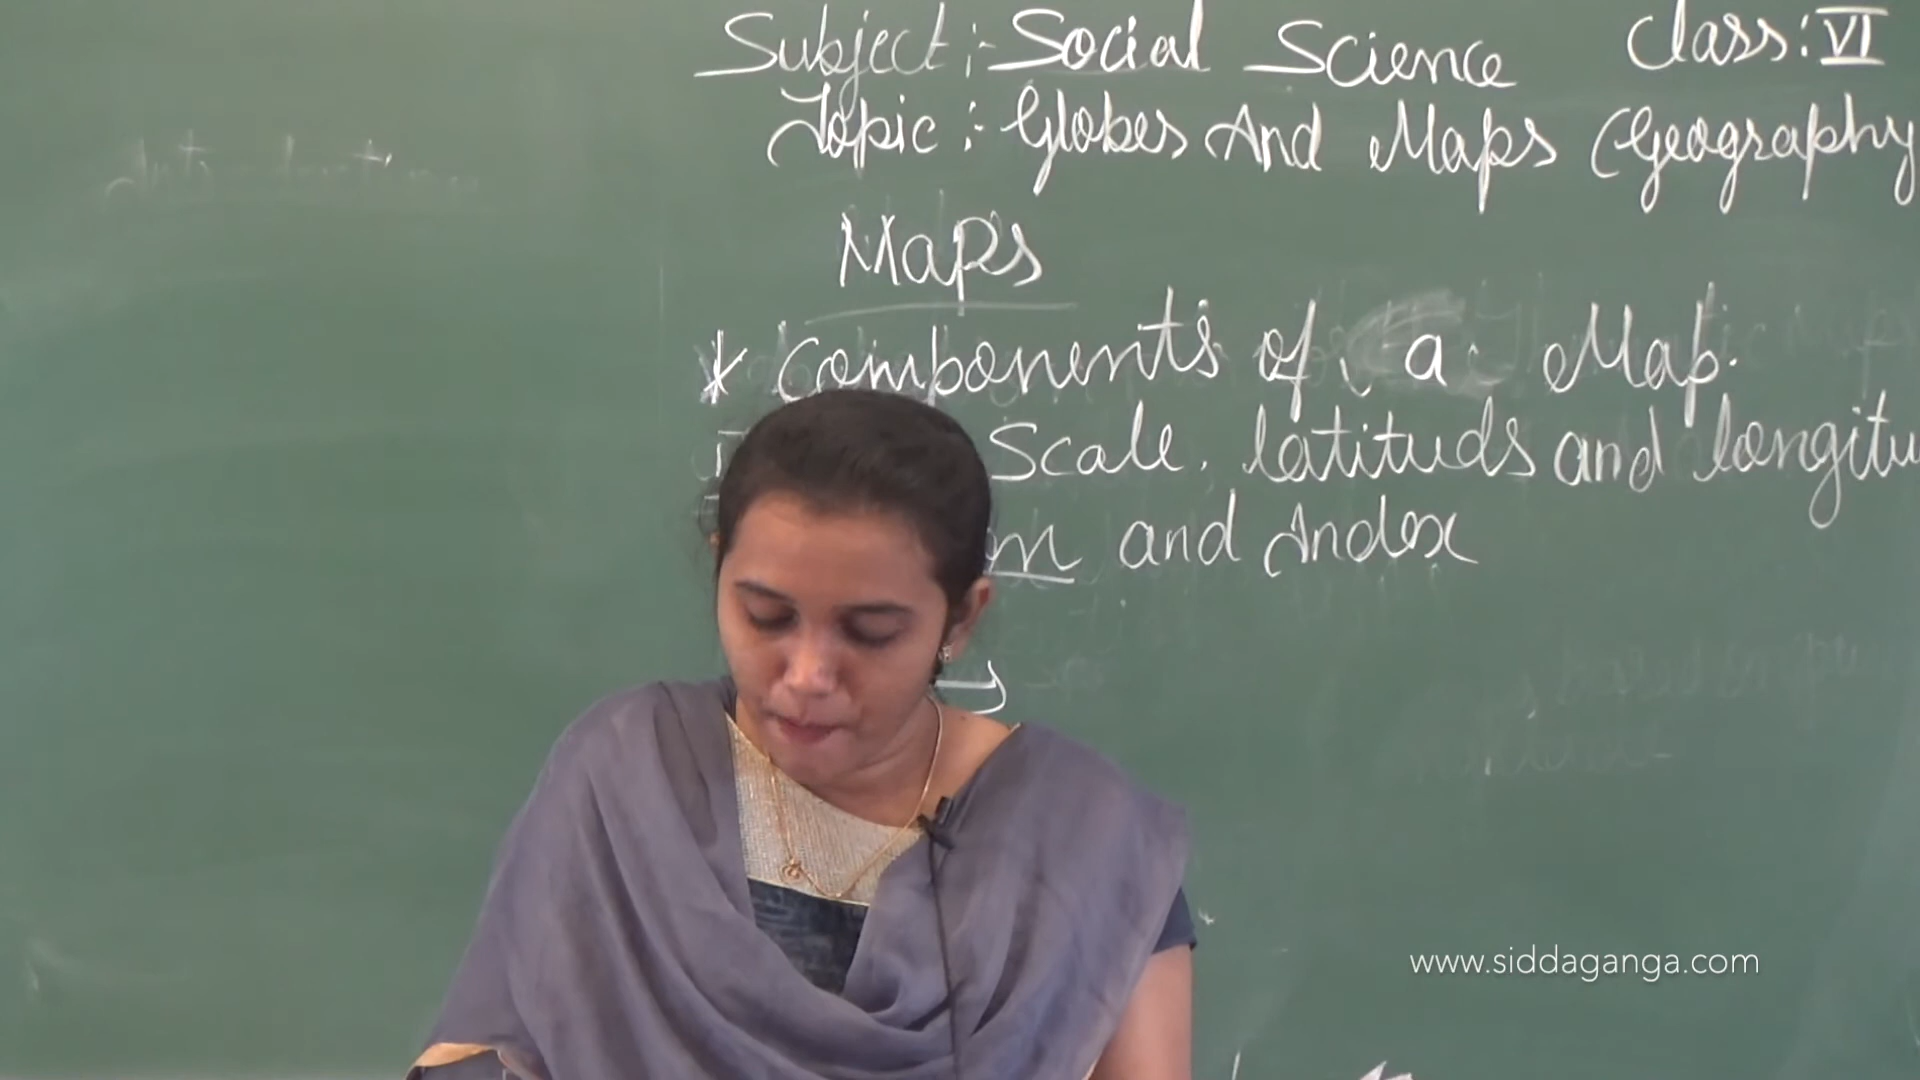 Subject :- Social Science Class: VI
Topic :- Globes And Maps (Geography
Maps
* Components of a Map.
Scale, latituds and longitu
and Index
www.siddaganga.com